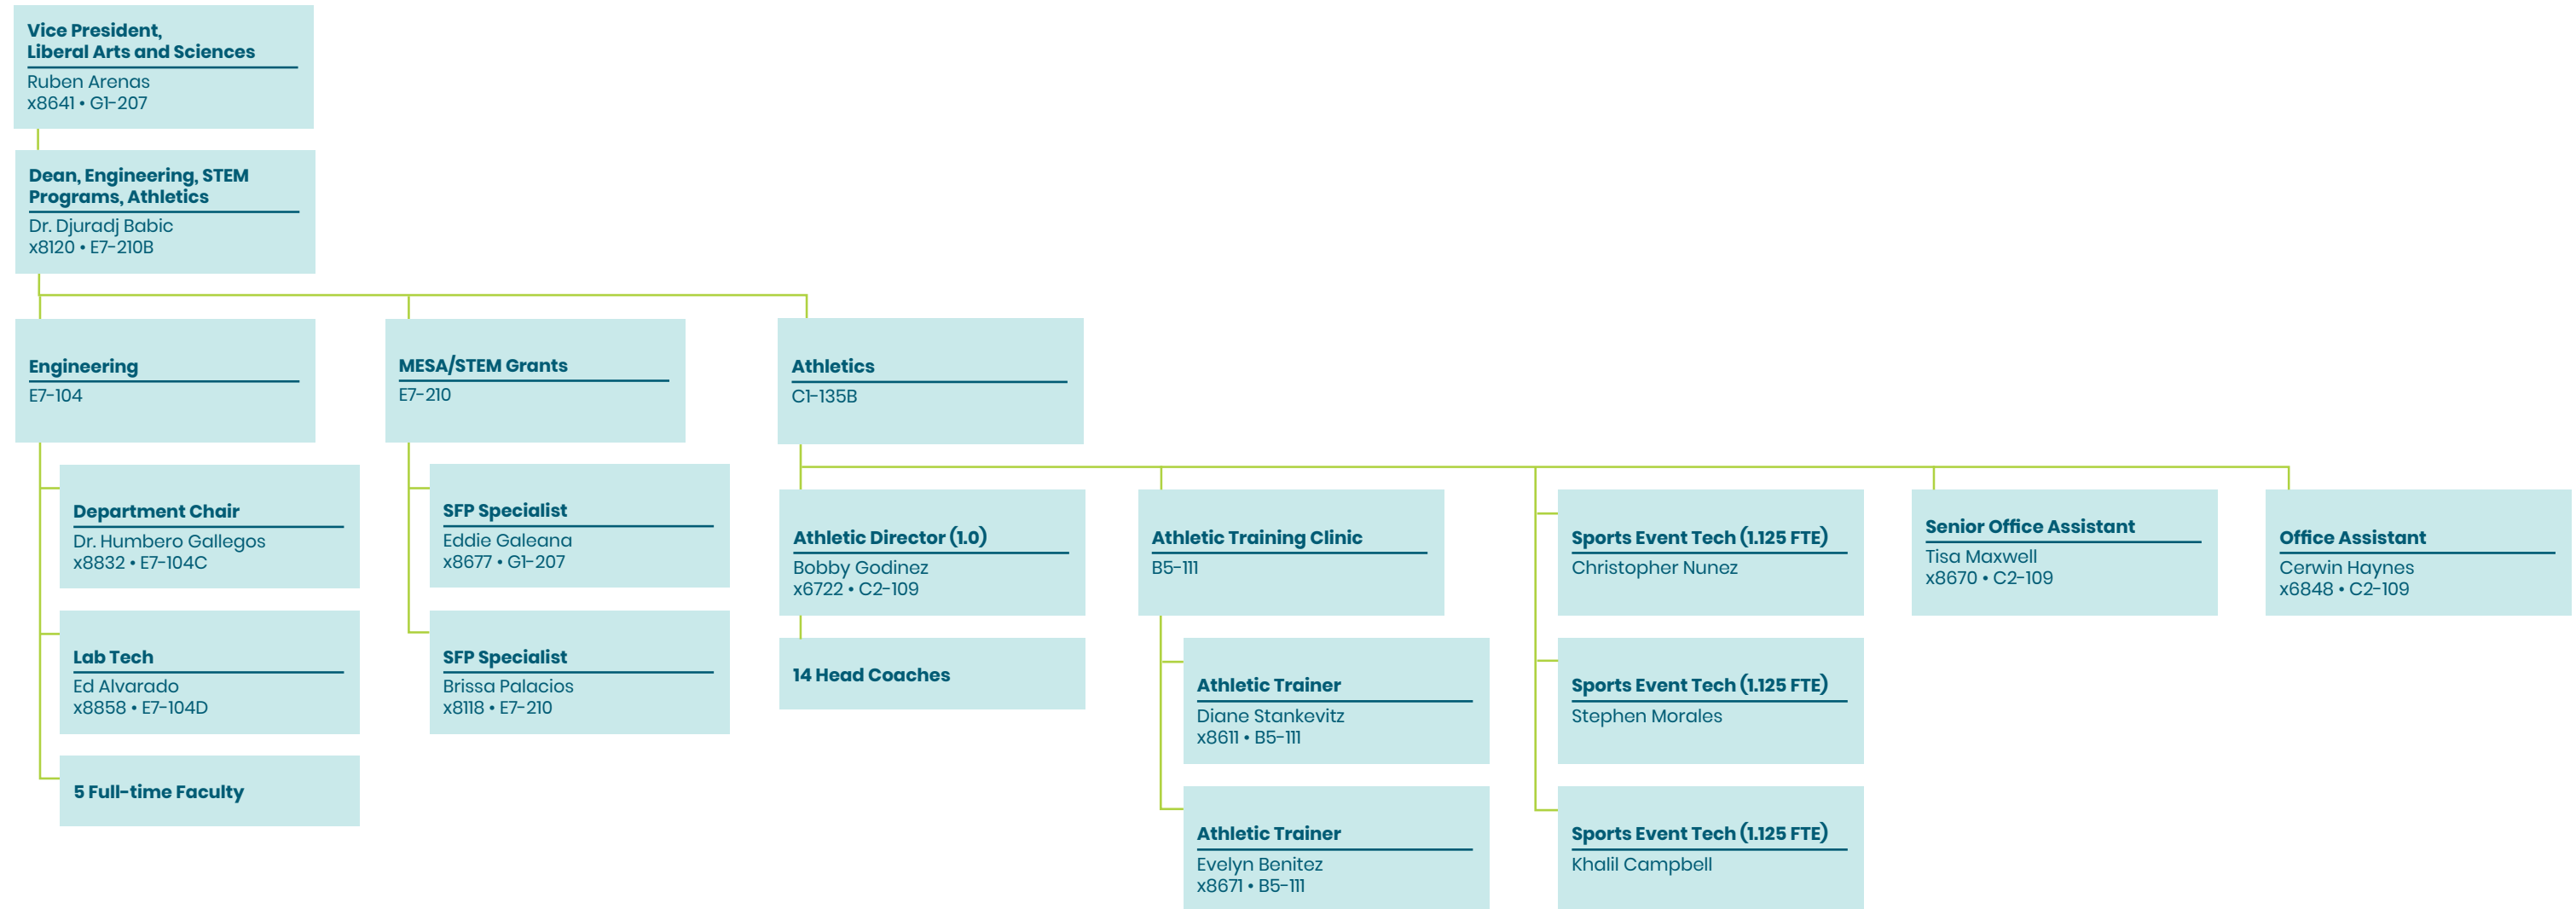 Vice President,
Liberal Arts and Sciences
Ruben Arenas
x8641 • G1-207
Dean, Engineering, STEM
Programs, Athletics
Dr. Djuradj Babic
x8120 • E7-210B
Engineering
E7-104
Department Chair
Dr. Humbero Gallegos
x8832 • E7-104C
Lab Tech
Ed Alvarado
x8858 • E7-104D
5 Full-time Faculty
MESA/STEM Grants
E7-210
SFP Specialist
Eddie Galeana
x8677 • G1-207
SFP Specialist
Brissa Palacios
x8118 • E7-210
Athletics
C1-135B
Athletic Director (1.0)
Bobby Godinez
x6722 • C2-109
14 Head Coaches
Athletic Training Clinic
B5-111
Athletic Trainer
Diane Stankevitz
x8611 • B5-111
Athletic Trainer
Evelyn Benitez
x8671 • B5-111
Sports Event Tech (1.125 FTE)
Christopher Nunez
Sports Event Tech (1.125 FTE)
Stephen Morales
Sports Event Tech (1.125 FTE)
Khalil Campbell
Senior Office Assistant
Tisa Maxwell
x8670 • C2-109
Office Assistant
Cerwin Haynes
x6848 • C2-109